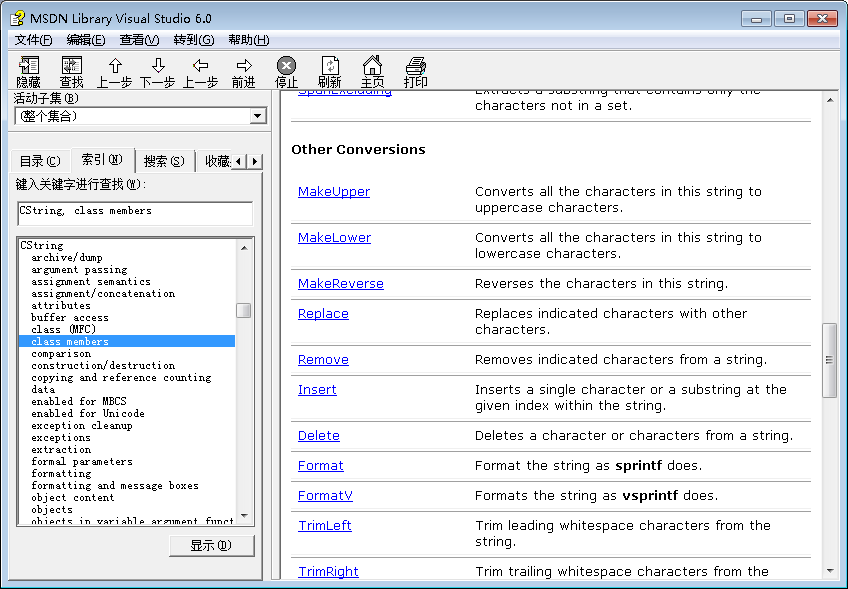 MSDN Library Visual Studio 6.0
文件(F) 编辑(E) 查看(V) 转到(G) 帮助(H)
隐藏 查找 上一步 下一步 上一步 前进 停止 刷新 主页 打印
活动子集(B)
(整个集合)
目录(C) 索引(N) 搜索(S) 收藏
键入关键字进行查找(W):
CString, class members
CString
archive/dump
argument passing
assignment semantics
assignment/concatenation
attributes
buffer access
class (MFC)
class members
comparison
construction/destruction
copying and reference counting
data
enabled for MBCS
enabled for Unicode
exception cleanup
exceptions
extraction
formal parameters
formatting
formatting and message boxes
object content
objects
objects in variable argument funct
显示(D)
SpanExcluding Extracts a substring that contains only the
characters not in a set.
Other Conversions
MakeUpper Converts all the characters in this string to
uppercase characters.
MakeLower Converts all the characters in this string to
lowercase characters.
MakeReverse Reverses the characters in this string.
Replace Replaces indicated characters with other
characters.
Remove Removes indicated characters from a string.
Insert Inserts a single character or a substring at the
given index within the string.
Delete Deletes a character or characters from a string.
Format Format the string as sprintf does.
FormatV Formats the string as vsprintf does.
TrimLeft Trim leading whitespace characters from the
string.
TrimRight Trim trailing whitespace characters from the